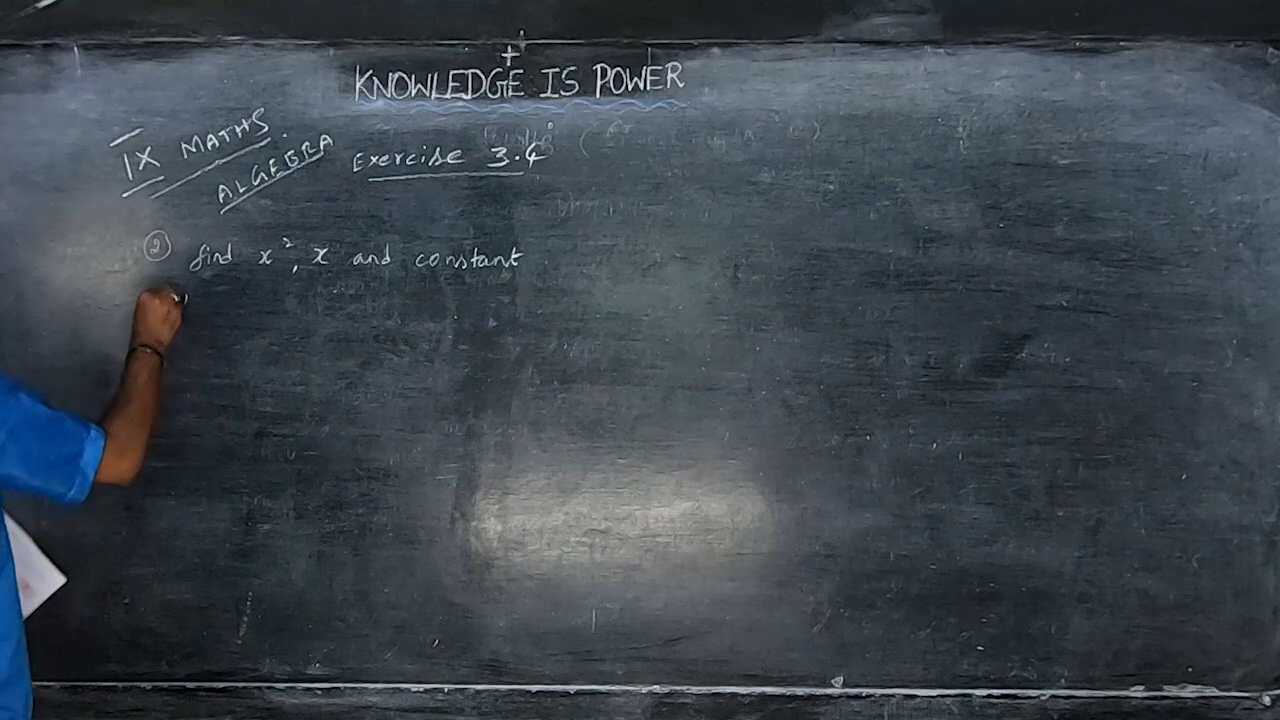 KNOWLEDGE IS POWER
IX MATHS
ALGEBRA
Exercise 3.4
② find x², x and constant